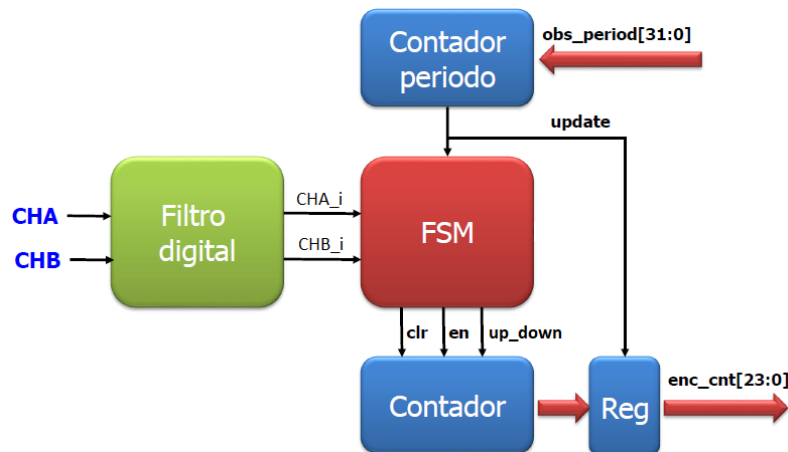 Contador
periodo
obs_period[31:0]
update
CHA
CHB
Filtro
digital
CHA_i
CHB_i
FSM
clr
en
up_down
Contador
Reg
enc_cnt[23:0]